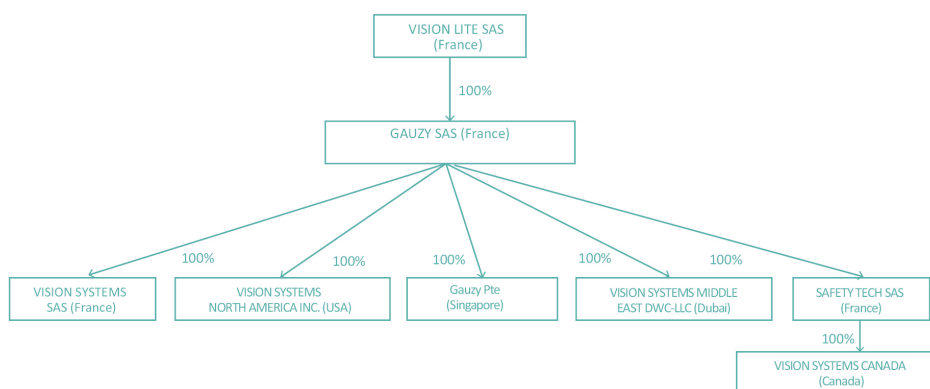 VISION LITE SAS
(France)
100%
GAUZY SAS (France)
100%
100%
100%
100%
100%
VISION SYSTEMS
SAS (France)
VISION SYSTEMS
NORTH AMERICA INC. (USA)
Gauzy Pte
(Singapore)
VISION SYSTEMS MIDDLE
EAST DWC-LLC (Dubai)
SAFETY TECH SAS
(France)
100%
VISION SYSTEMS CANADA
(Canada)